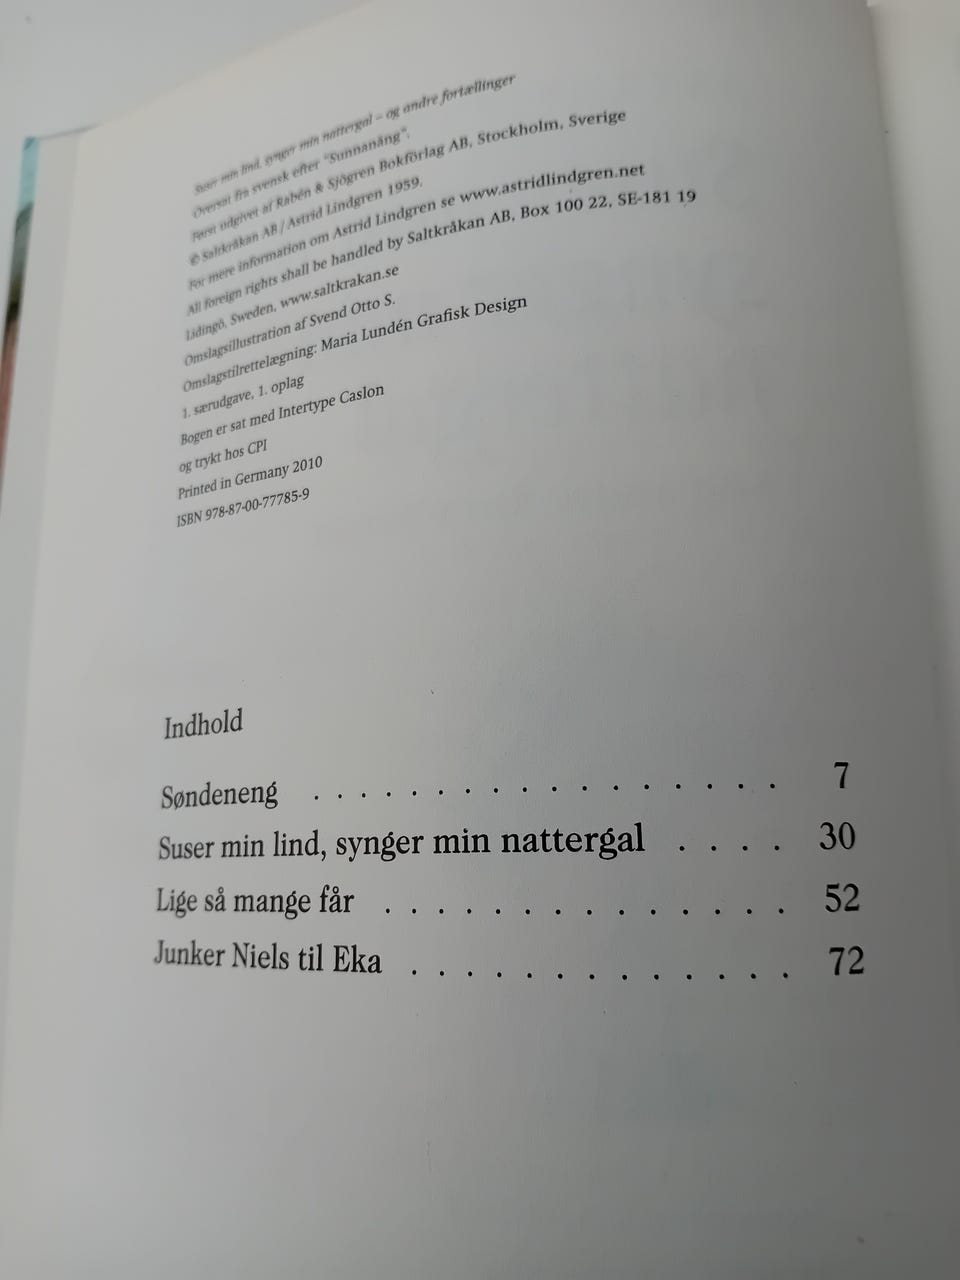 Suser min lind, synger min nattergal – og andre fortællinger
Oversat fra svensk efter "Sunnanäng".
Først udgivet af Rabén & Sjögren Bokförlag AB, Stockholm, Sverige
© Saltkråkan AB / Astrid Lindgren 1959.
For mere information om Astrid Lindgren se www.astridlindgren.net
All foreign rights shall be handled by Saltkråkan AB, Box 100 22, SE-181 19
Lidingö, Sweden, www.saltkrakan.se
Omslagsillustration af Svend Otto S.
Omslagstilrettelægning: Maria Lundén Grafisk Design
1. særudgave, 1. oplag
Bogen er sat med Intertype Caslon
og trykt hos CPI
Printed in Germany 2010
ISBN 978-87-00-77785-9
Indhold
Søndeneng . . . . . . . . . . . . . . . . . . 7
Suser min lind, synger min nattergal . . . . 30
Lige så mange får . . . . . . . . . . . . . . . 52
Junker Niels til Eka . . . . . . . . . . . . . . 72